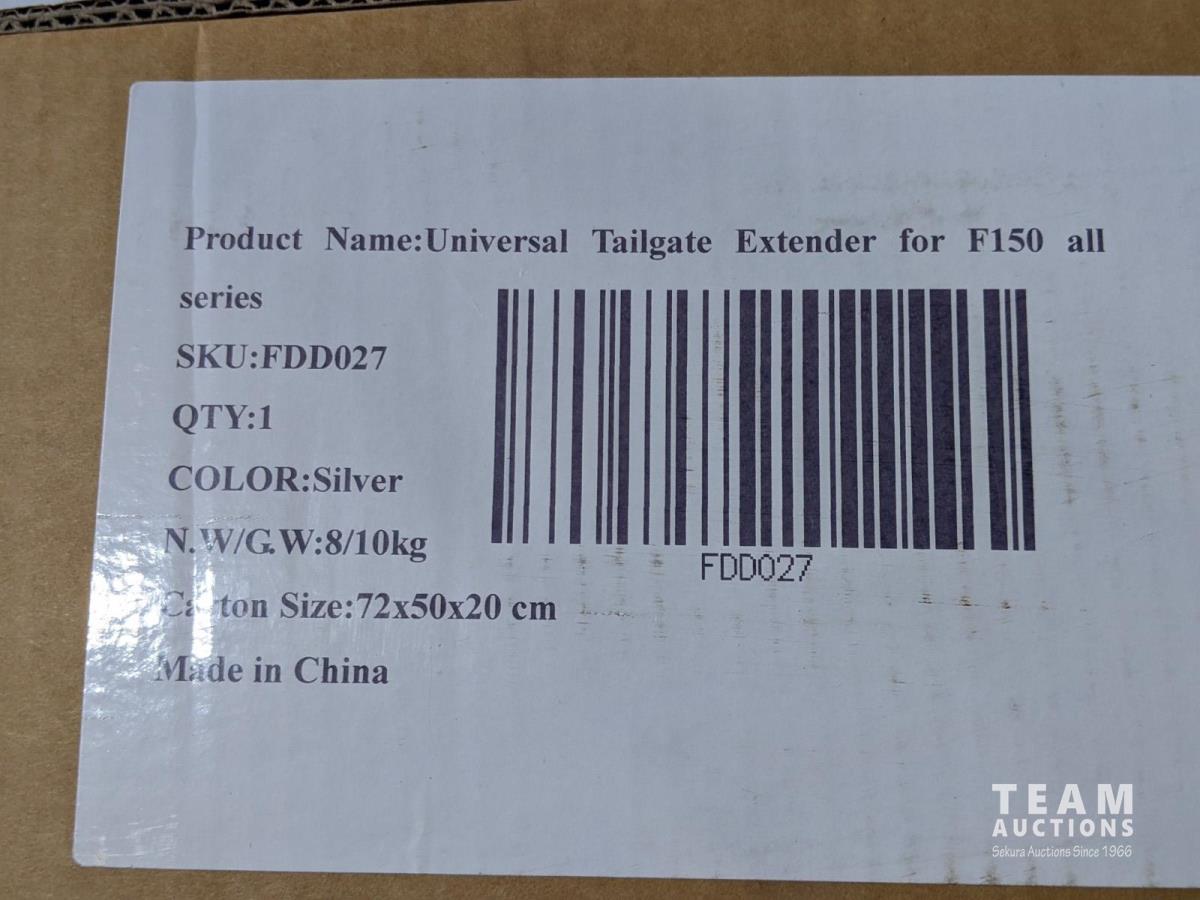 Product Name:Universal Tailgate Extender for F150 all
series
SKU:FDD027
QTY:1
COLOR:Silver
N.W/G.W:8/10kg
FDD027
Carton Size:72x50x20 cm
Made in China
TEAM
AUCTIONS
Sekura Auctions Since 1966